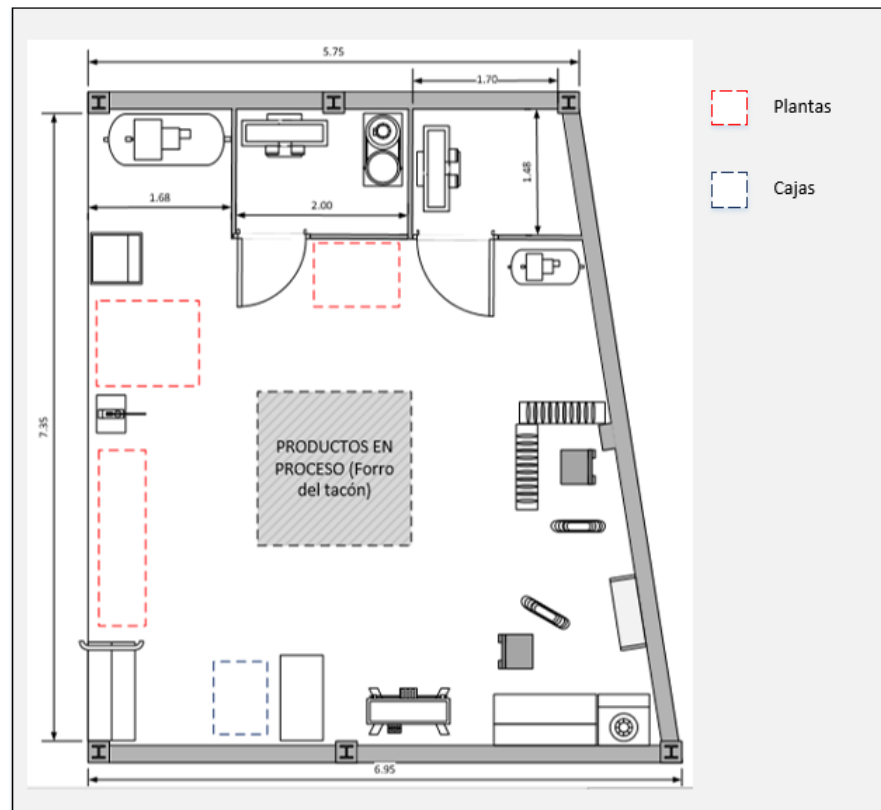 5.75
1.70
Plantas
Cajas
1.48
1.68
2.00
7.35
PRODUCTOS EN
PROCESO (Forro
del tacón)
6.95